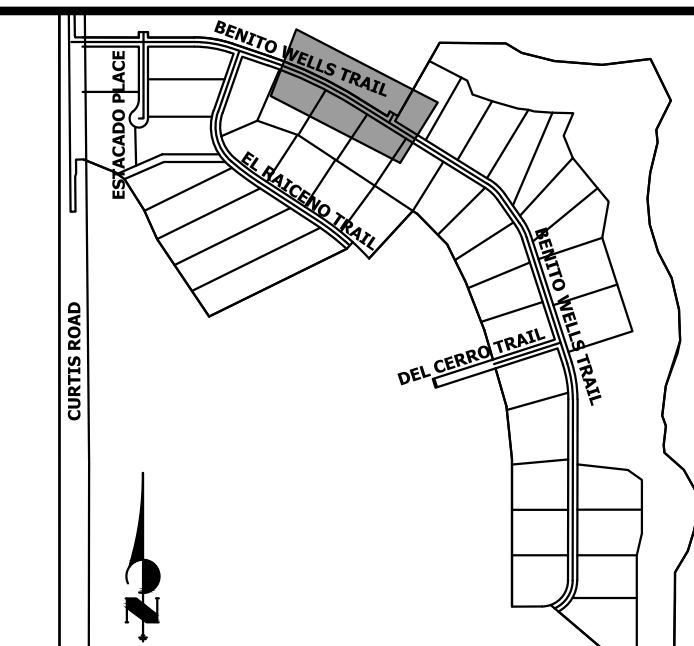 BENITO WELLS TRAIL
ESTACADO PLACE
EL RAICENO TRAIL
BENITO WELLS TRAIL
CURTIS ROAD
DEL CERRO TRAIL
N